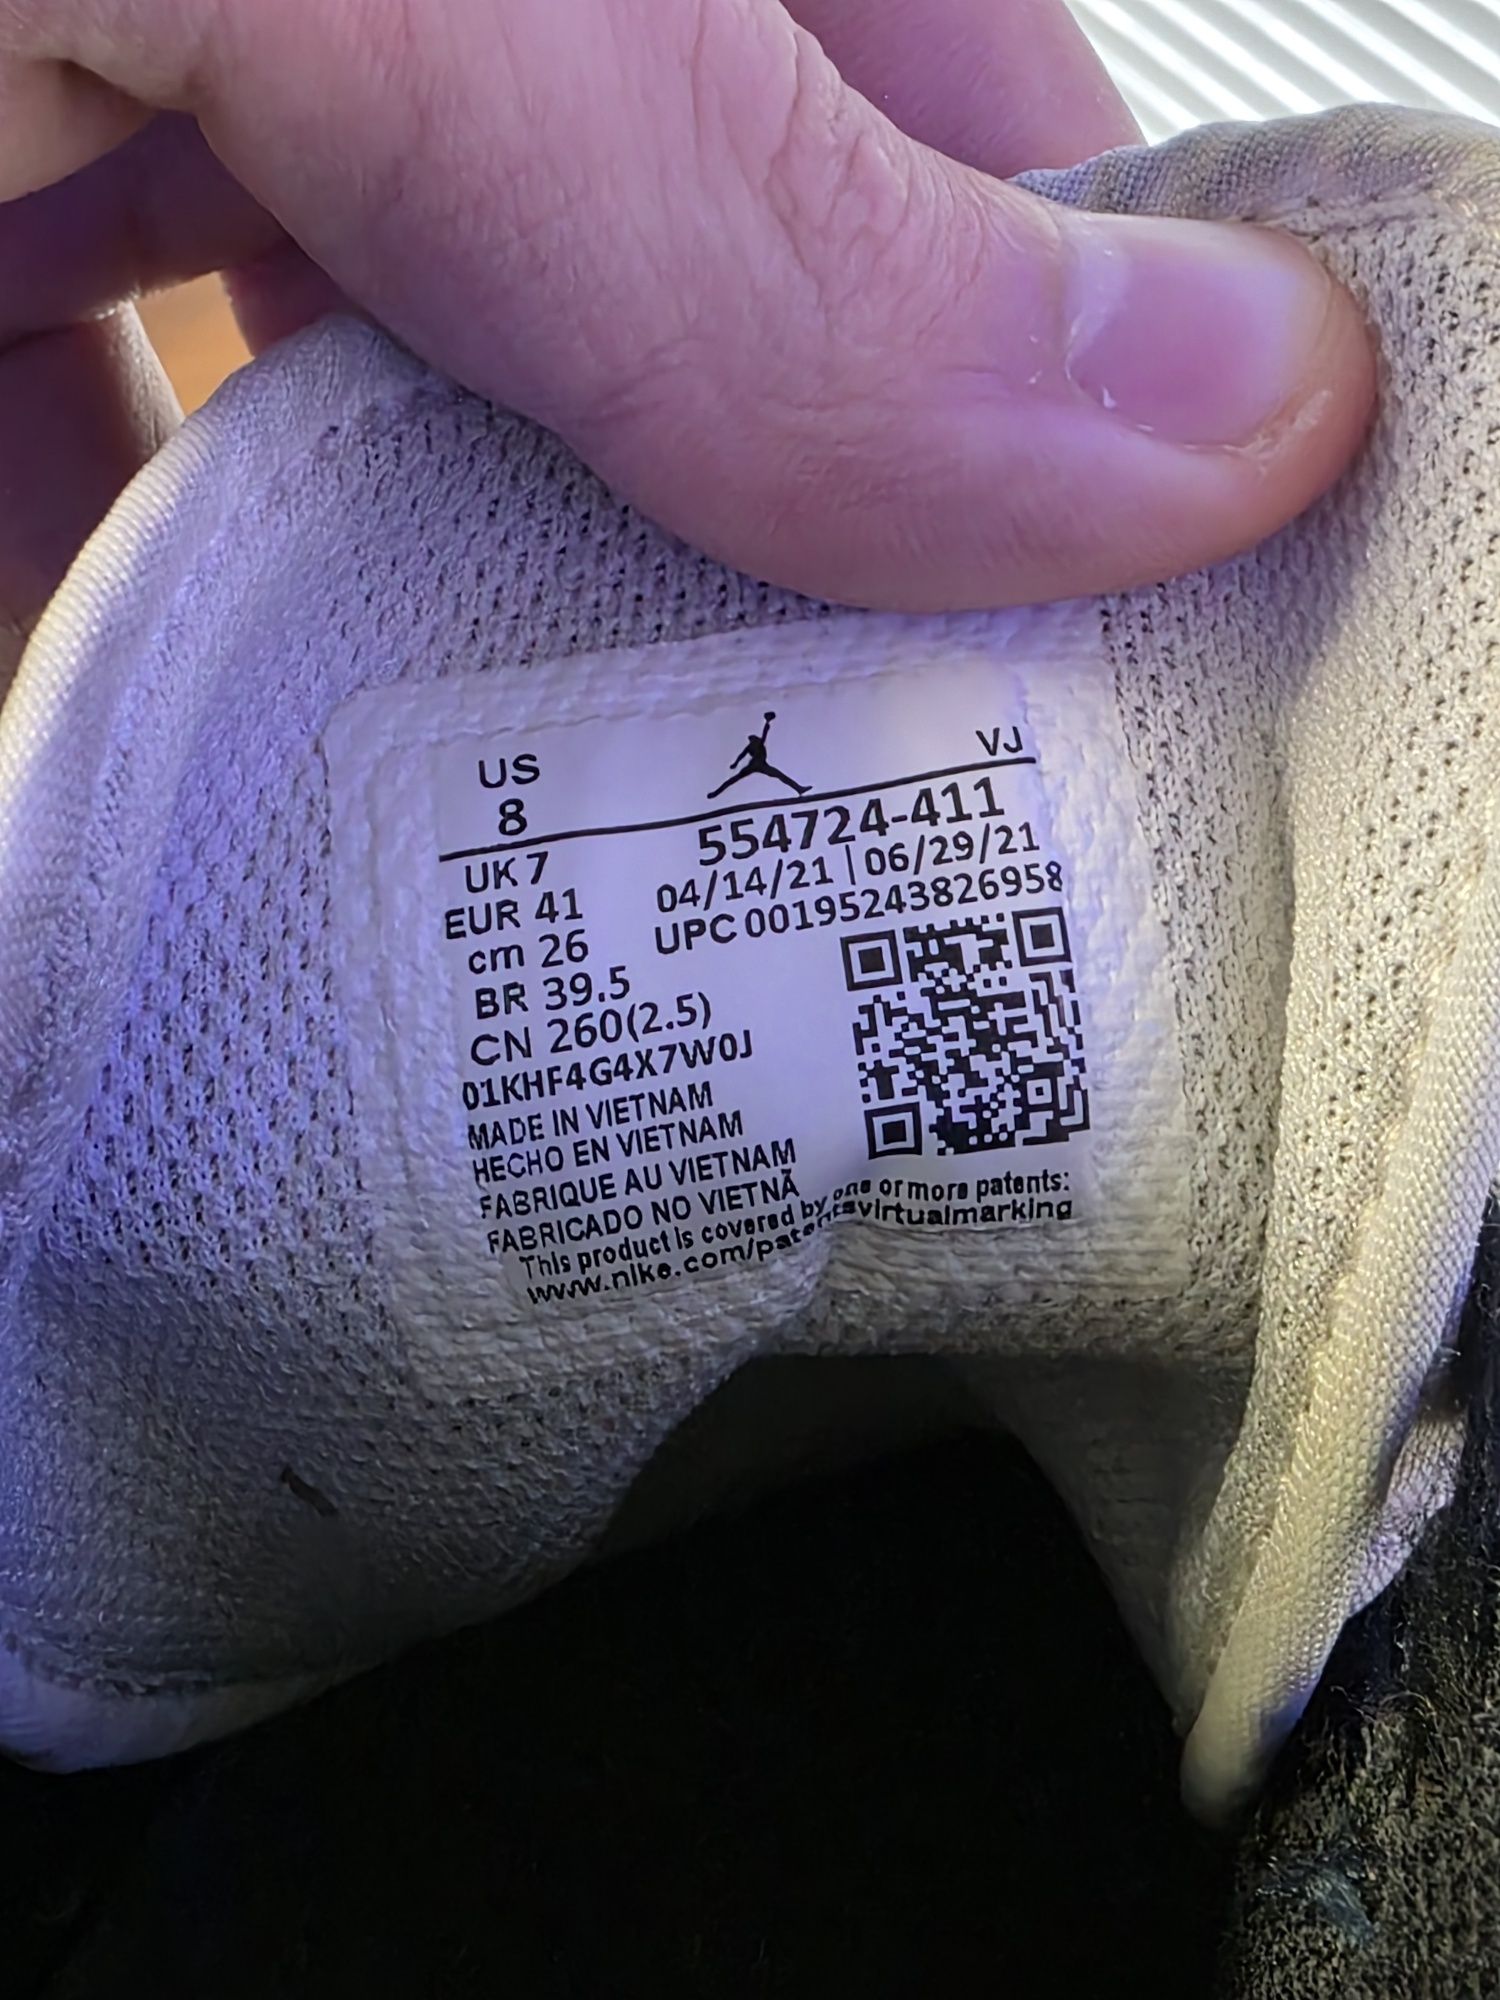 US
8
VJ
UK 7
EUR 41
cm 26
BR 39.5
CN 260(2.5)
01KHF4G4X7W0J
554724-411
04/14/21 | 06/29/21
UPC 00195243826958
MADE IN VIETNAM
HECHO EN VIETNAM
FABRIQUE AU VIETNAM
FABRICADO NO VIETNÃ
This product is covered by one or more patents:
www.nike.com/patentsvirtualmarking